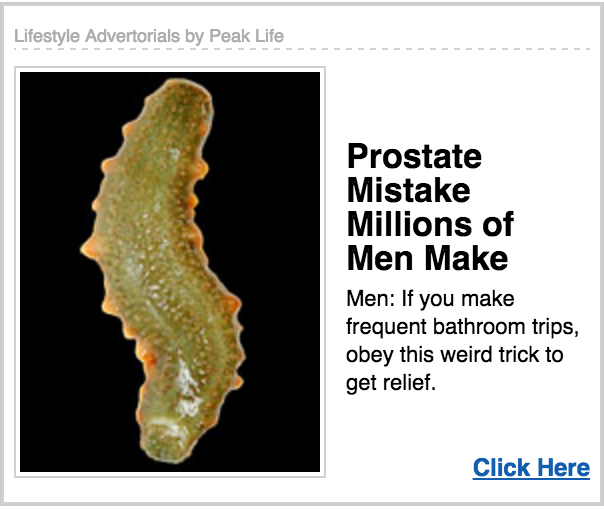 Lifestyle Advertorials by Peak Life
Prostate
Mistake
Millions of
Men Make
Men: If you make
frequent bathroom trips,
obey this weird trick to
get relief.
Click Here